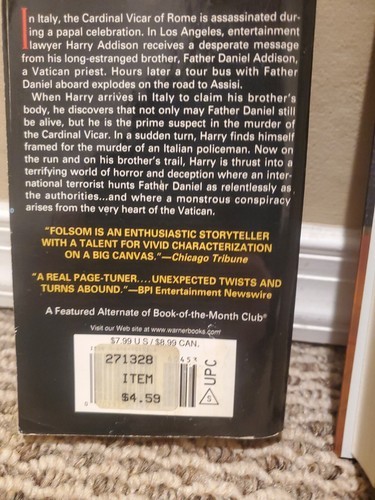 In Italy, the Cardinal Vicar of Rome is assassinated dur-
ing a papal celebration. In Los Angeles, entertainment
lawyer Harry Addison receives a desperate message
from his long-estranged brother, Father Daniel Addison,
a Vatican priest. Hours later a tour bus with Father
Daniel aboard explodes on the road to Assisi.
When Harry arrives in Italy to claim his brother's
body, he discovers that not only may Father Daniel still
be alive, but he is the prime suspect in the murder of
the Cardinal Vicar. In a sudden turn, Harry finds himself
framed for the murder of an Italian policeman. Now on
the run and on his brother's trail, Harry is thrust into a
terrifying world of horror and deception where an inter-
national terrorist hunts Father Daniel as relentlessly as
the authorities...and where a monstrous conspiracy
arises from the very heart of the Vatican.
"FOLSOM IS AN ENTHUSIASTIC STORYTELLER
WITH A TALENT FOR VIVID CHARACTERIZATION
ON A BIG CANVAS."—Chicago Tribune
"A REAL PAGE-TUNER....UNEXPECTED TWISTS AND
TURNS ABOUND."—BPI Entertainment Newswire
A Featured Alternate of Book-of-the-Month Club®
Visit our Web site at www.warnerbooks.com
$7.99 U S / $8.99 CAN.
271328
ITEM
$4.59
UPC
S